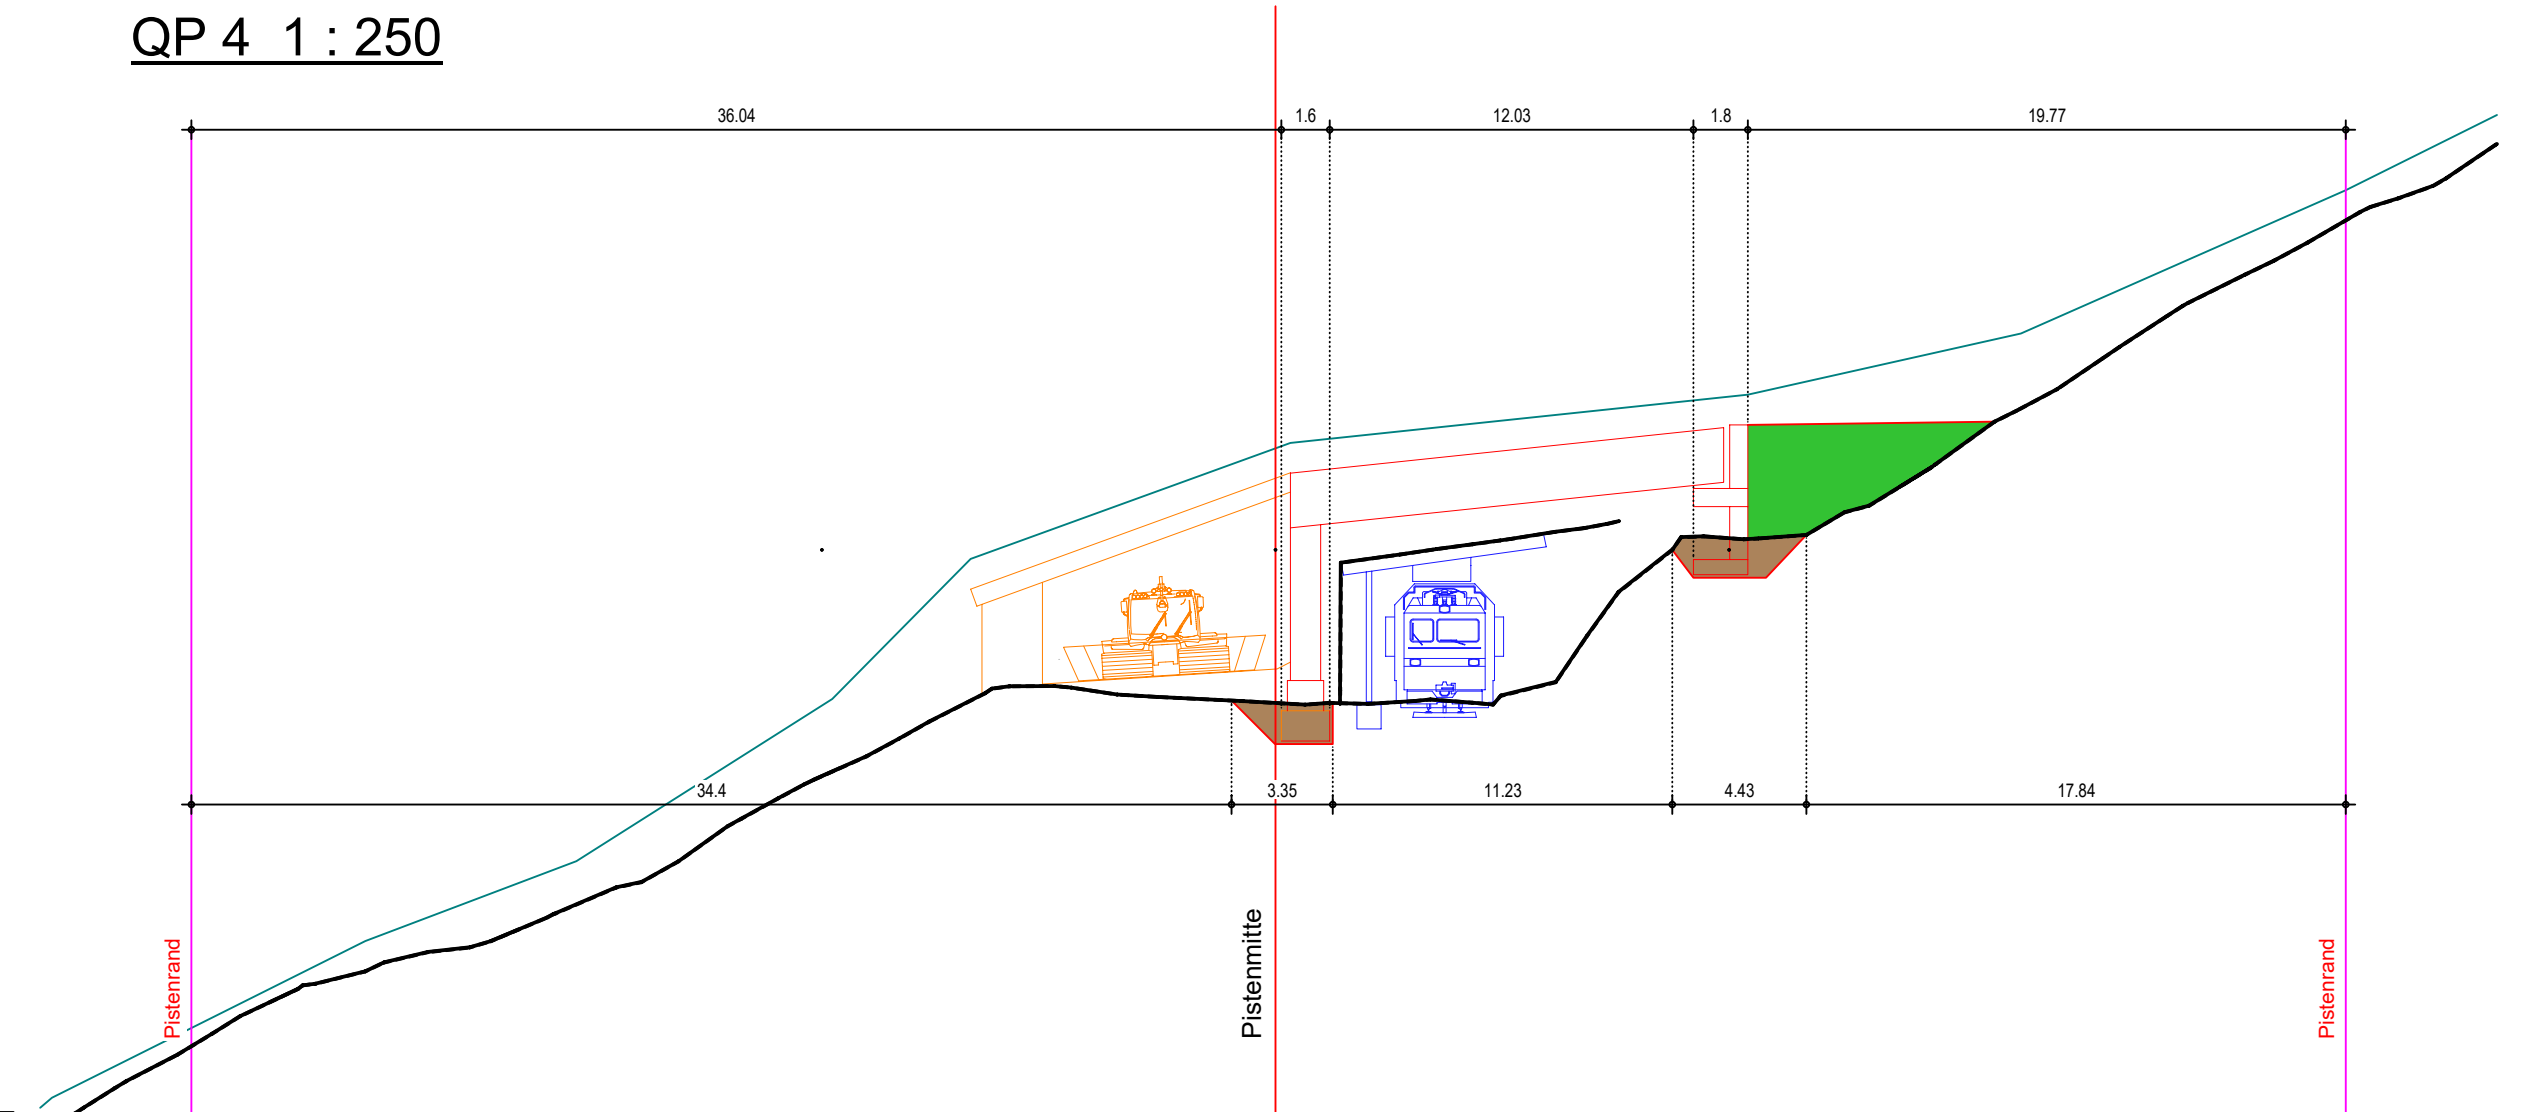 QP 4 1 : 250
36.04 1.6 12.03 1.8 19.77
34.4 3.35 11.23 4.43 17.84
Pistenrand
Pistenmitte
Pistenrand